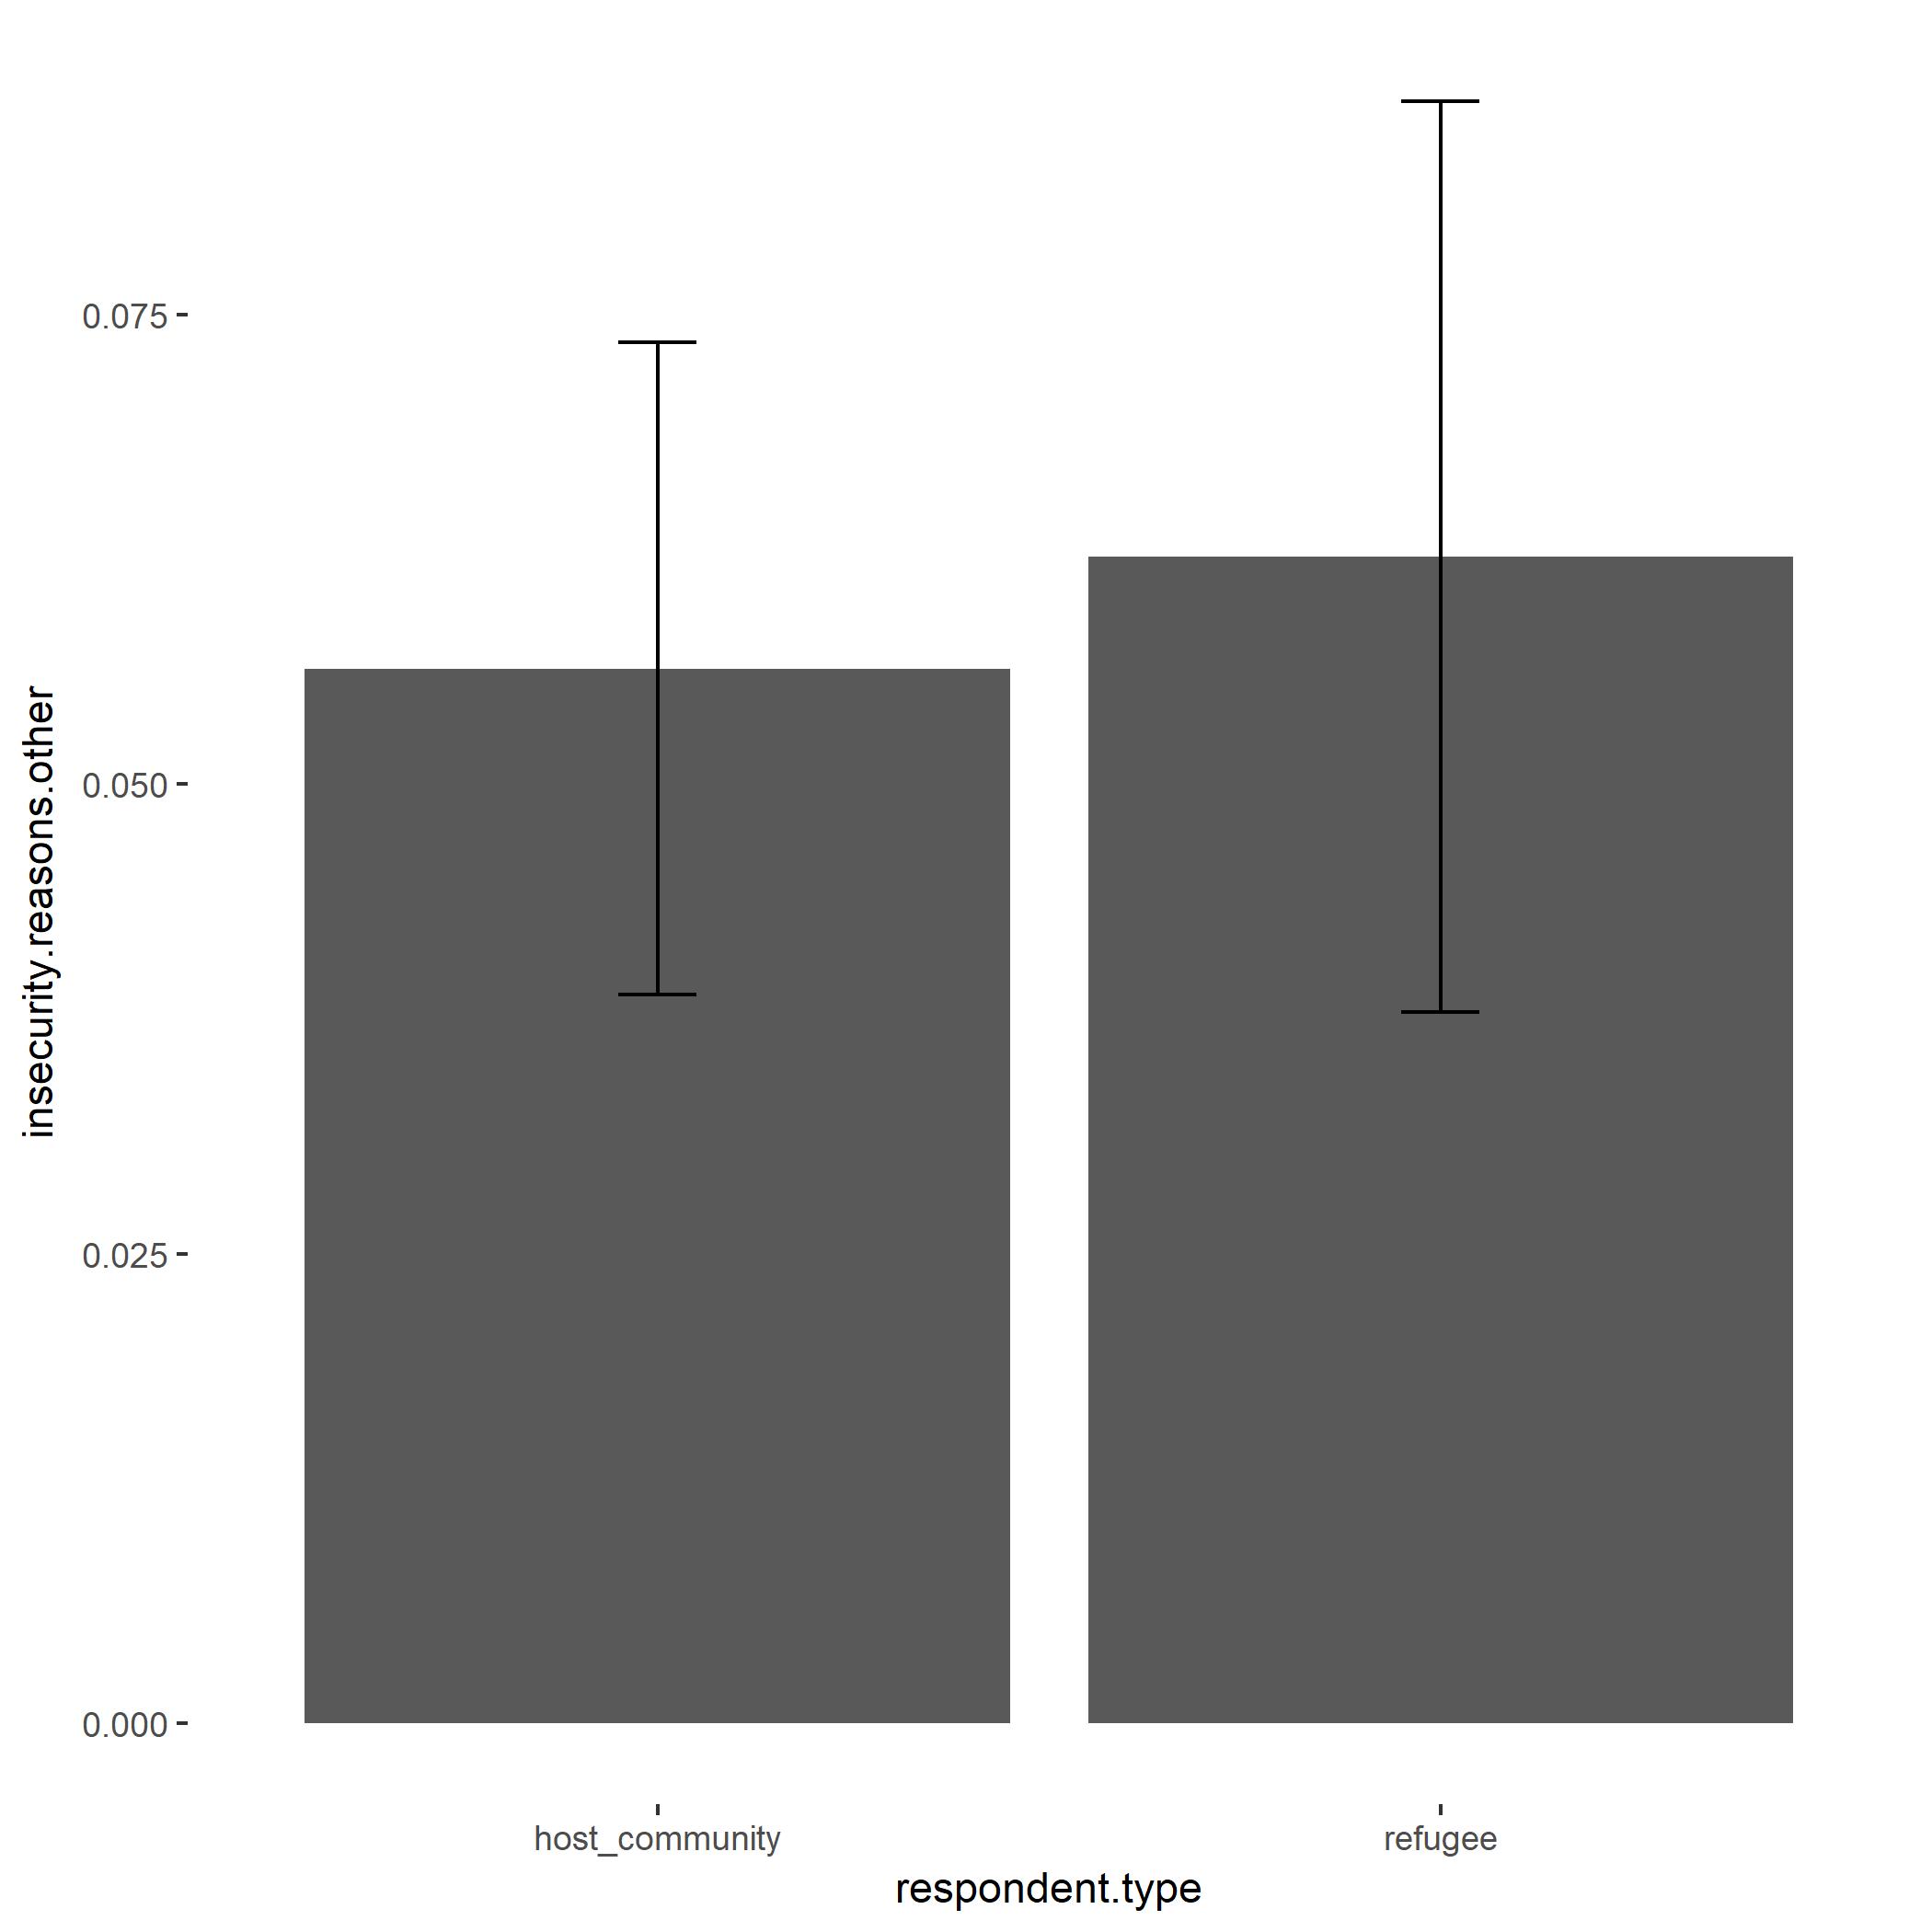 insecurity.reasons.other
0.075
0.050
0.025
0.000
host_community
refugee
respondent.type